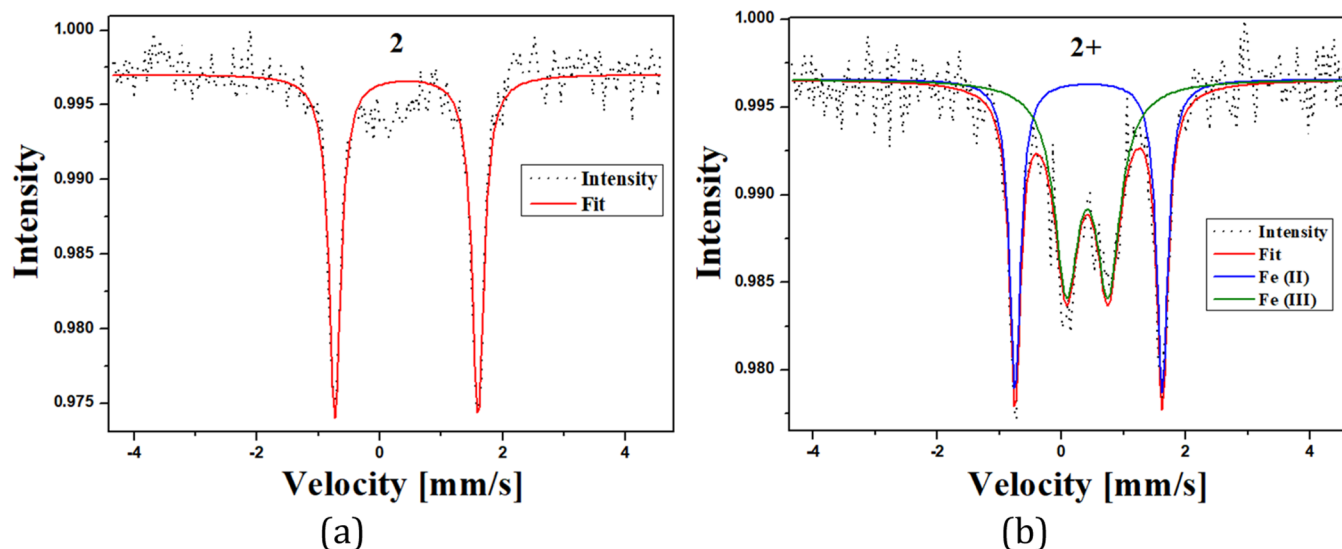 2
1.000
0.995
0.990
0.985
0.980
0.975
Intensity
Intensity
Fit
-4
-2
0
2
4
Velocity [mm/s]
(a)
2+
1.000
0.995
0.990
0.985
0.980
Intensity
Intensity
Fit
Fe (II)
Fe (III)
-4
-2
0
2
4
Velocity [mm/s]
(b)